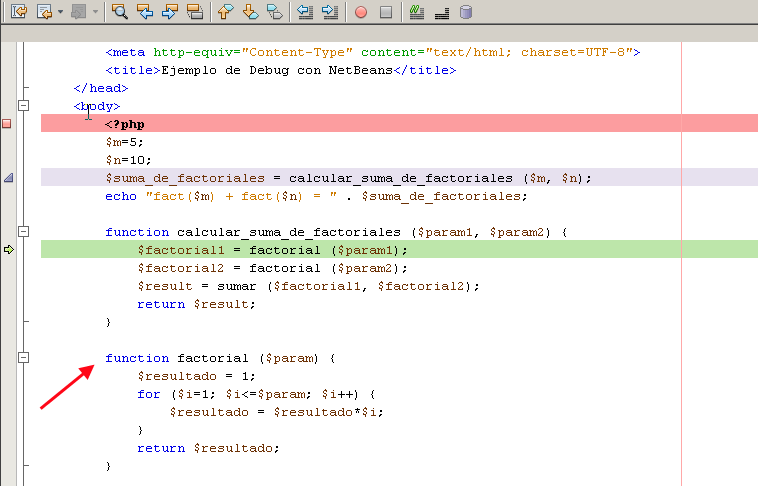 <meta http-equiv="Content-Type" content="text/html; charset=UTF-8">
<title>Ejemplo de Debug con NetBeans</title>
</head>
<body>
<?php
$m=5;
$n=10;
$suma_de_factoriales = calcular_suma_de_factoriales ($m, $n);
echo "fact($m) + fact($n) = " . $suma_de_factoriales;
function calcular_suma_de_factoriales ($param1, $param2) {
$factorial1 = factorial ($param1);
$factorial2 = factorial ($param2);
$result = sumar ($factorial1, $factorial2);
return $result;
}
function factorial ($param) {
$resultado = 1;
for ($i=1; $i<=$param; $i++) {
$resultado = $resultado*$i;
}
return $resultado;
}